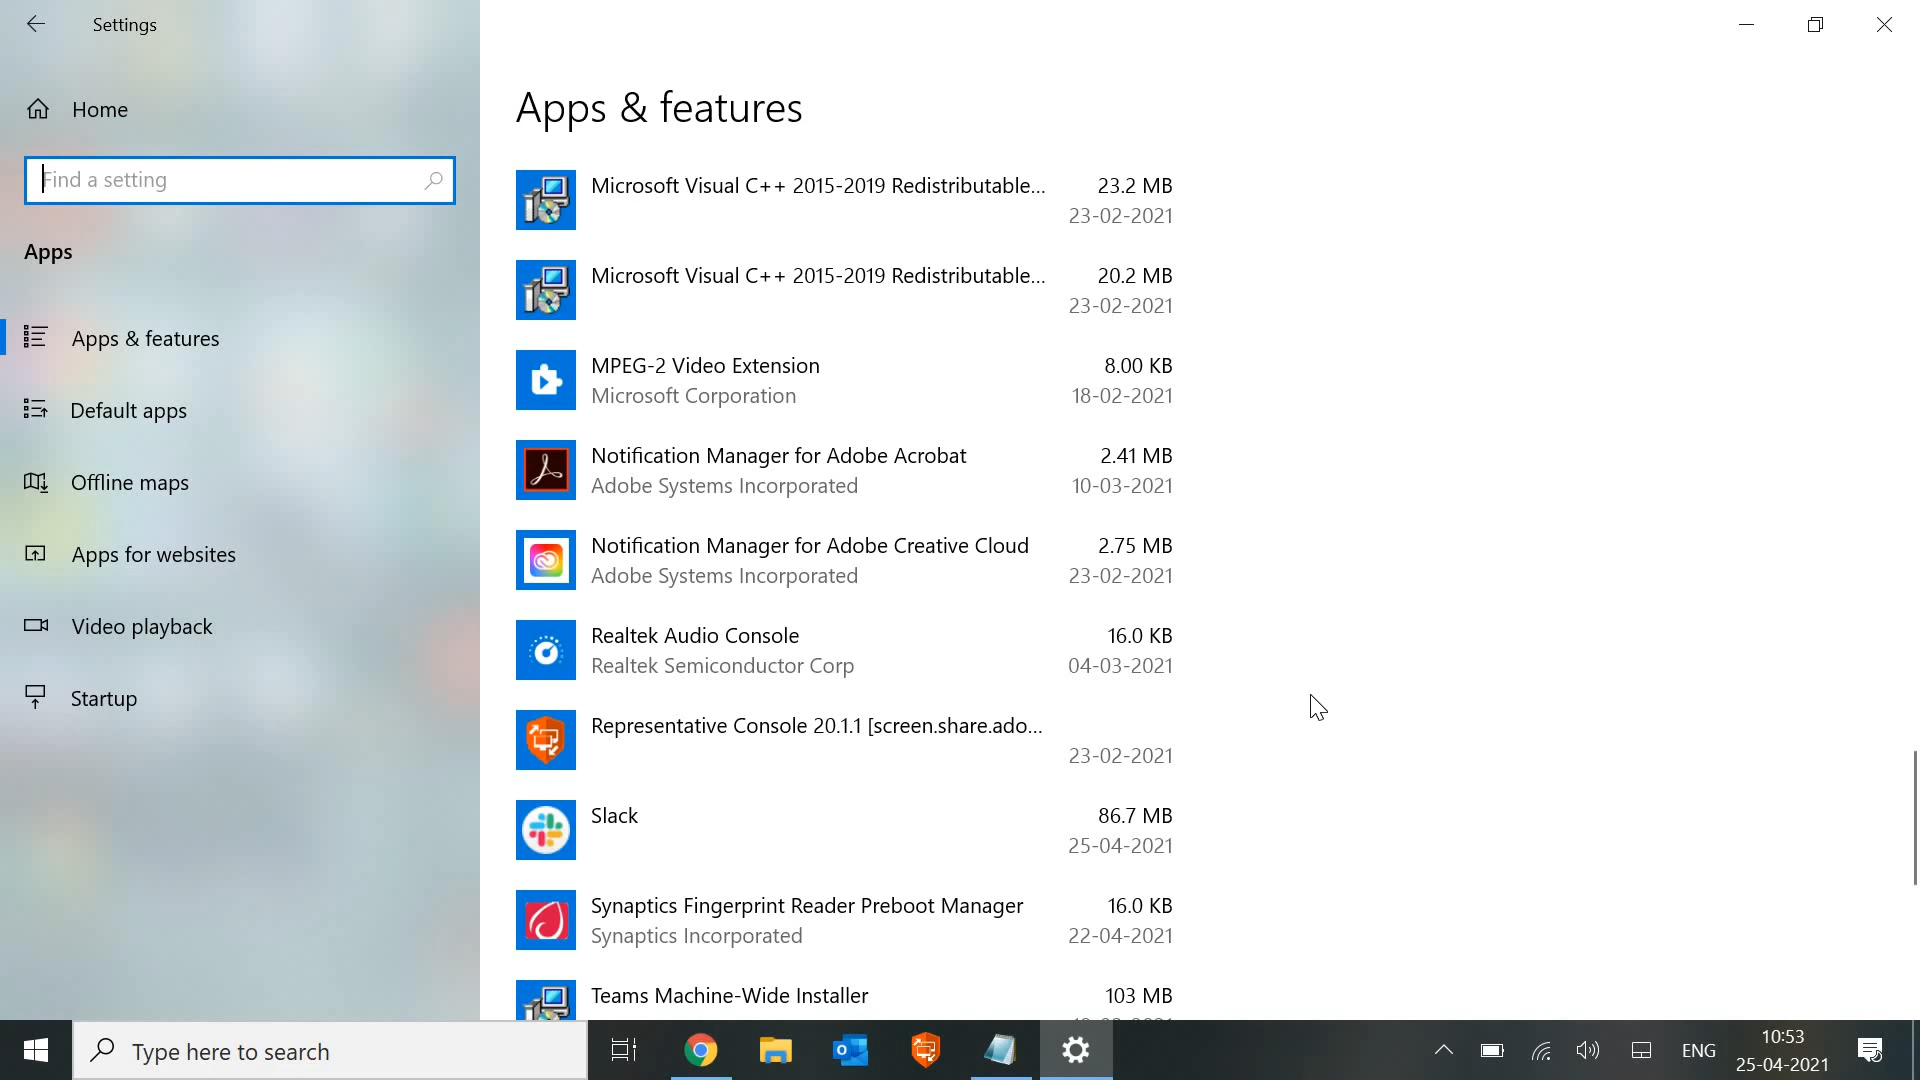 Settings
Home
Find a setting
Apps
Apps & features
Default apps
Offline maps
Apps for websites
Video playback
Startup
Apps & features
Microsoft Visual C++ 2015-2019 Redistributable... 23.2 MB
23-02-2021
Microsoft Visual C++ 2015-2019 Redistributable... 20.2 MB
23-02-2021
MPEG-2 Video Extension 8.00 KB
Microsoft Corporation 18-02-2021
Notification Manager for Adobe Acrobat 2.41 MB
Adobe Systems Incorporated 10-03-2021
Notification Manager for Adobe Creative Cloud 2.75 MB
Adobe Systems Incorporated 23-02-2021
Realtek Audio Console 16.0 KB
Realtek Semiconductor Corp 04-03-2021
Representative Console 20.1.1 [screen.share.ado...
23-02-2021
Slack 86.7 MB
25-04-2021
Synaptics Fingerprint Reader Preboot Manager 16.0 KB
Synaptics Incorporated 22-04-2021
Teams Machine-Wide Installer 103 MB
Type here to search
ENG
10:53
25-04-2021